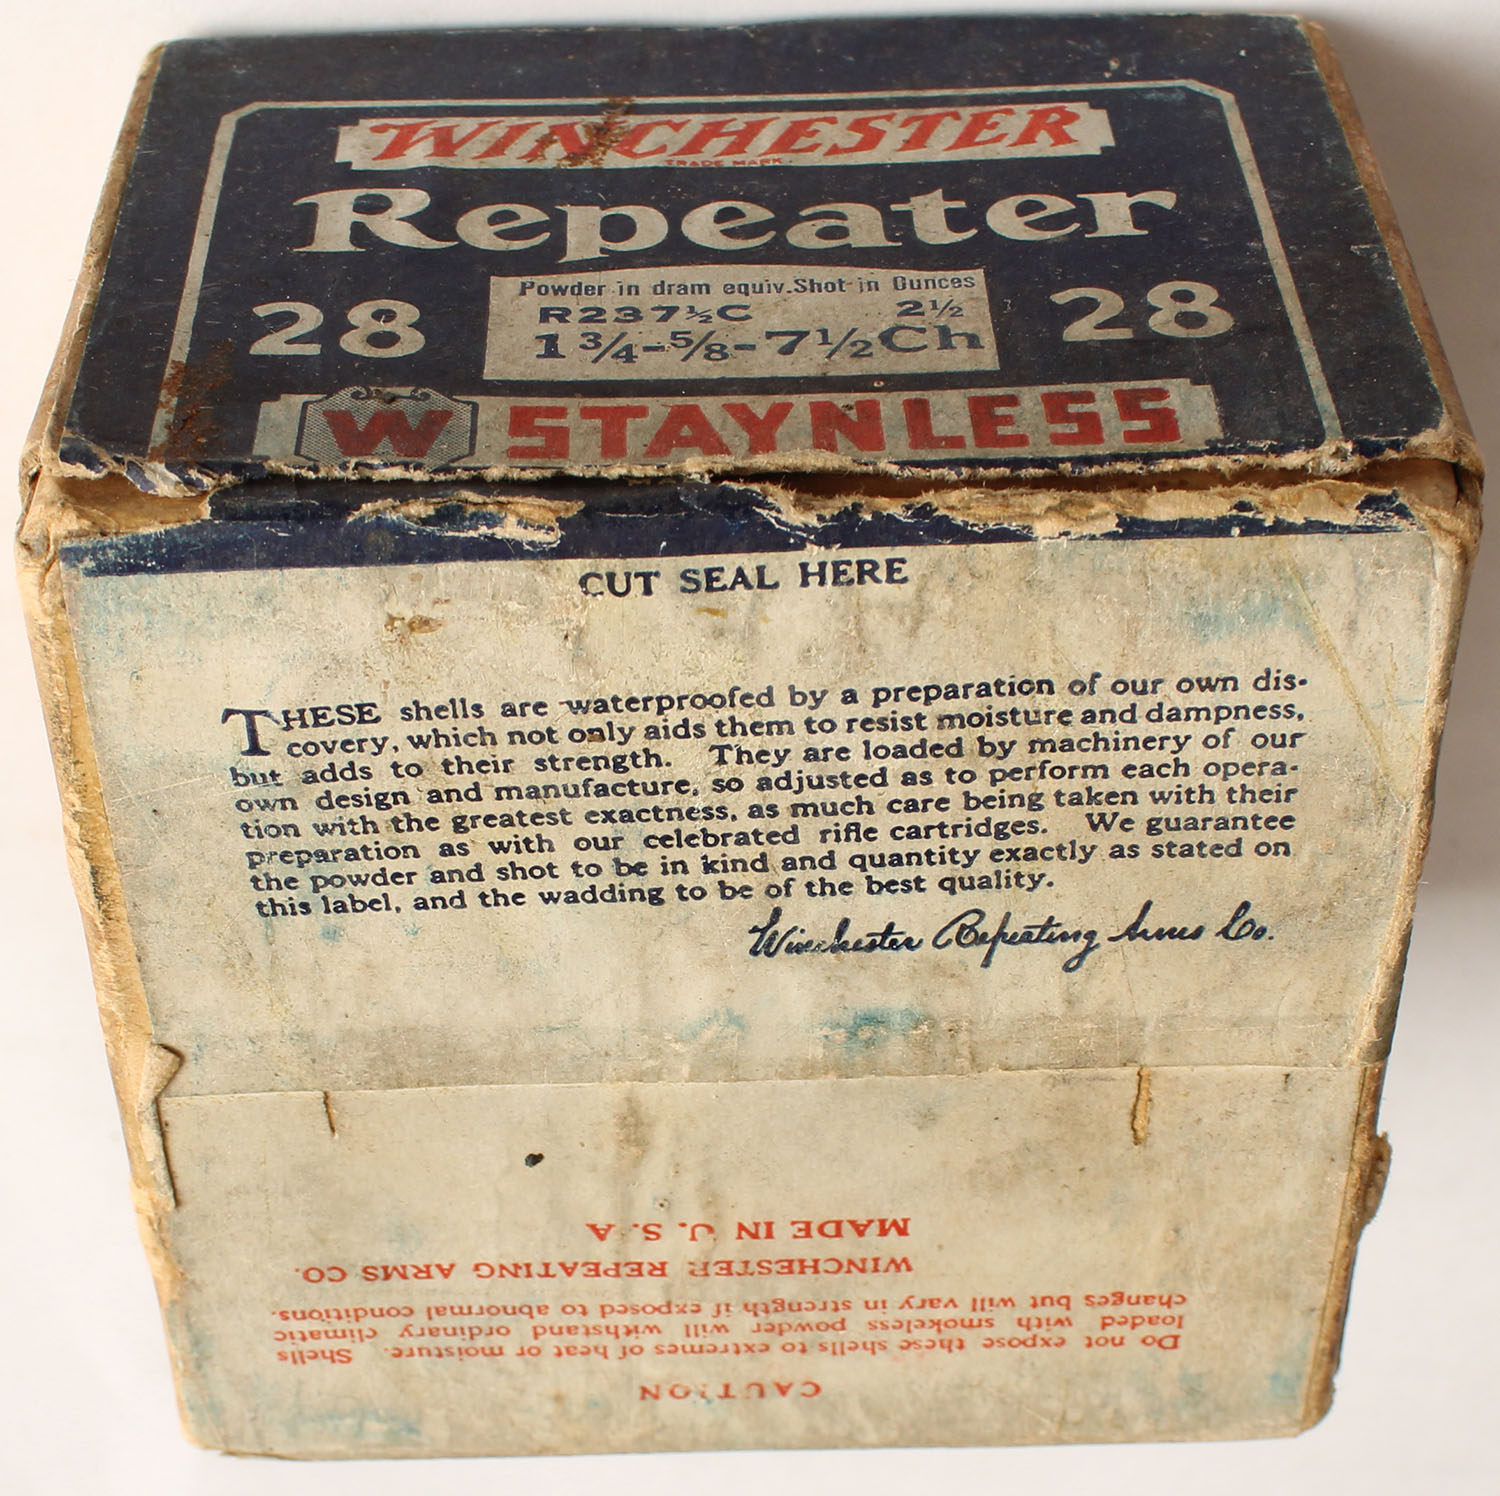 WINCHESTER
TRADE MARK.
Repeater
28
Powder in dram equiv. Shot in Ounces
R237½C 2½
1¾-⅝-7½Ch
28
W STAYNLESS
CUT SEAL HERE
THESE shells are waterproofed by a preparation of our own dis-
covery, which not only aids them to resist moisture and dampness,
but adds to their strength. They are loaded by machinery of our
own design and manufacture, so adjusted as to perform each opera-
tion with the greatest exactness, as much care being taken with their
preparation as with our celebrated rifle cartridges. We guarantee
the powder and shot to be in kind and quantity exactly as stated on
this label, and the wadding to be of the best quality.
Winchester Repeating Arms Co.
CAUTION
Do not expose these shells to extremes of heat or moisture. Shells
loaded with smokeless powder will withstand ordinary climatic
changes but will vary in strength if exposed to abnormal conditions.
WINCHESTER REPEATING ARMS CO.
MADE IN U. S. A